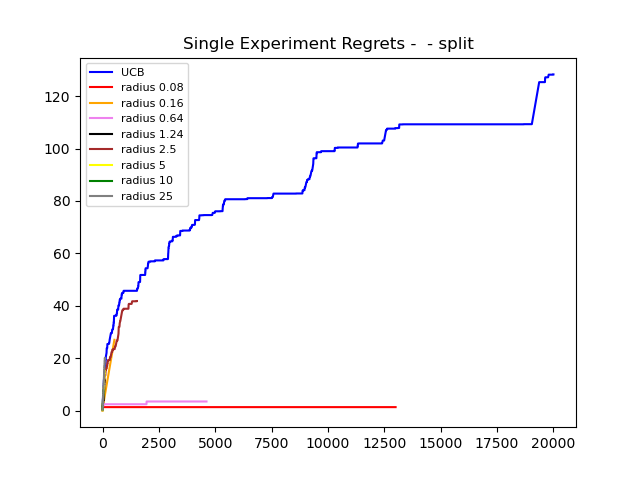 Single Experiment Regrets -  - split
UCB
radius 0.08
radius 0.16
radius 0.64
radius 1.24
radius 2.5
radius 5
radius 10
radius 25
120
100
80
60
40
20
0
0 2500 5000 7500 10000 12500 15000 17500 20000